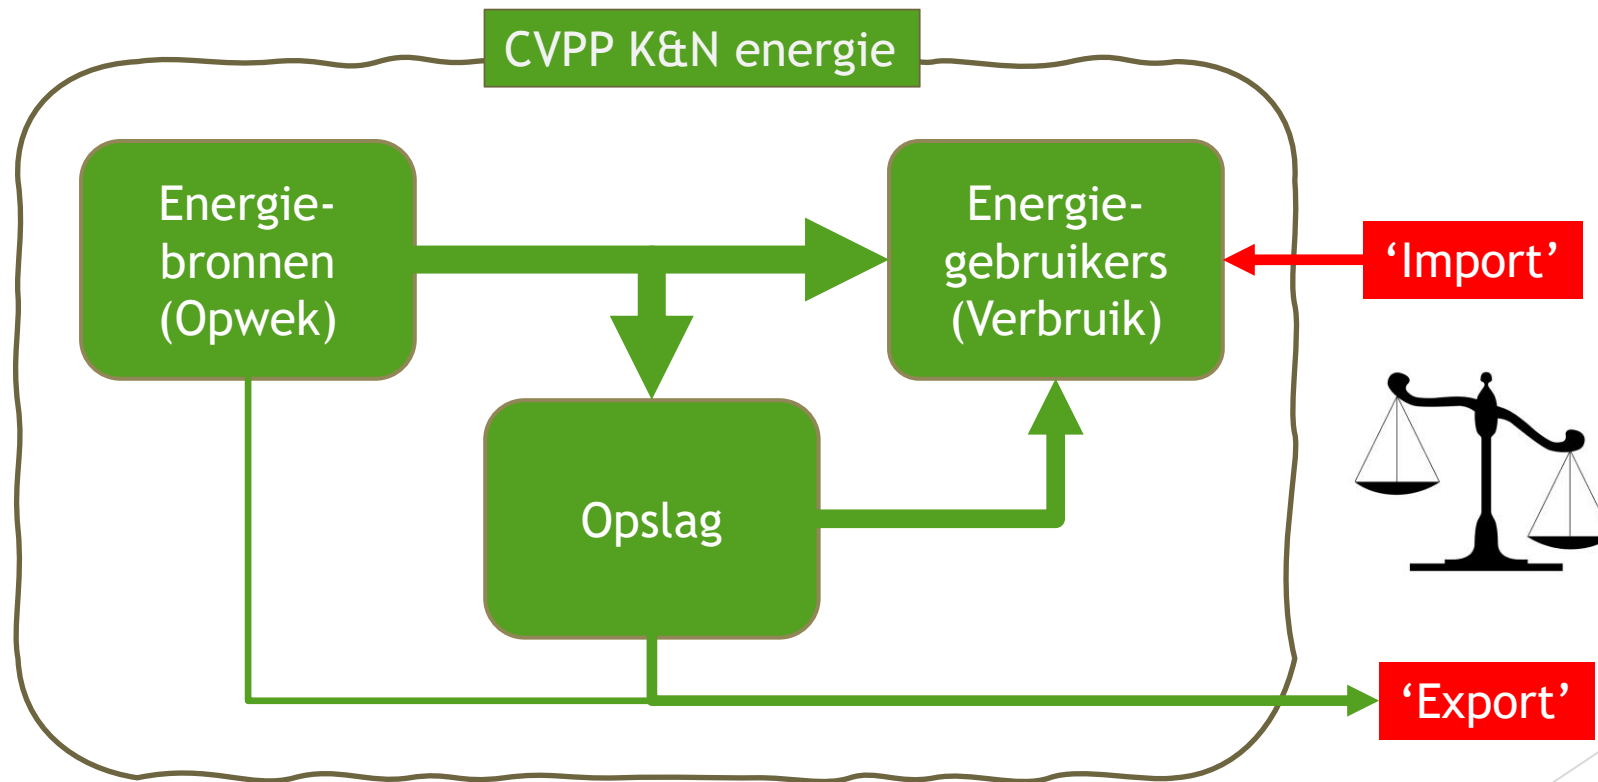 CVPP K&N energie
Energie-
bronnen
(Opwek)
Energie-
gebruikers
(Verbruik)
‘Import’
Opslag
‘Export’